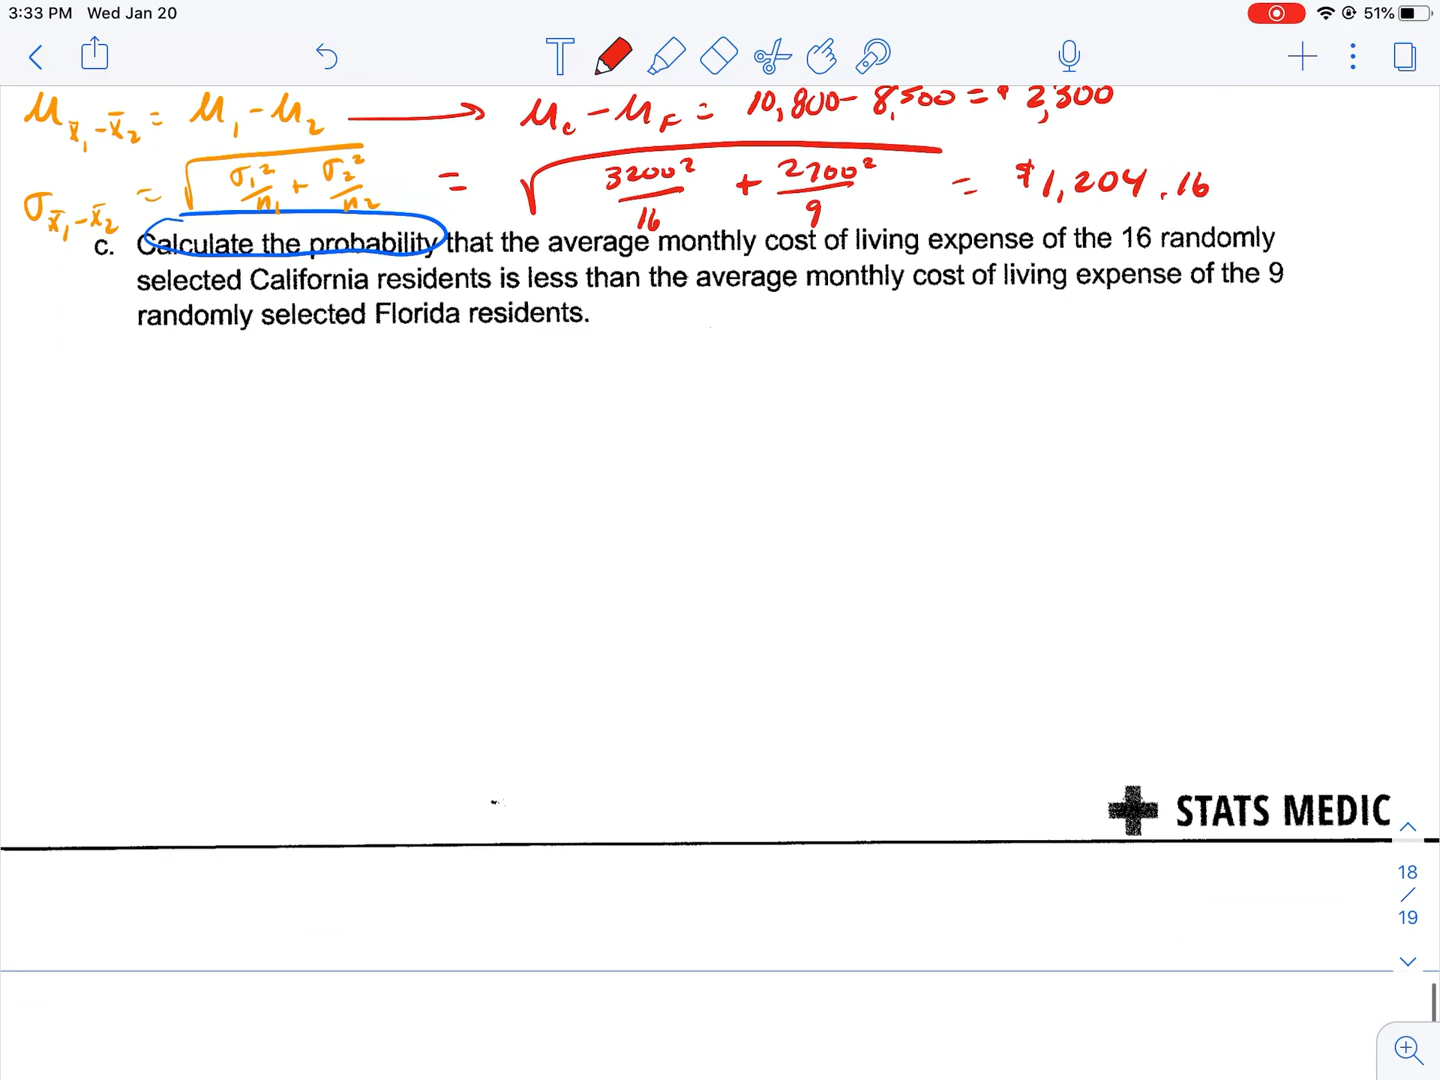 3:33 PM Wed Jan 20
51%
μx̄₁-x̄₂ = μ₁ - μ₂ → μc - μF = 10,800 - 8,500 = $2,300
σx̄₁-x̄₂ = √σ₁²/n₁ + σ₂²/n₂ = √3200²/16 + 2700²/9 = $1,204.16
c. Calculate the probability that the average monthly cost of living expense of the 16 randomly
selected California residents is less than the average monthly cost of living expense of the 9
randomly selected Florida residents.
STATS MEDIC
18
/
19